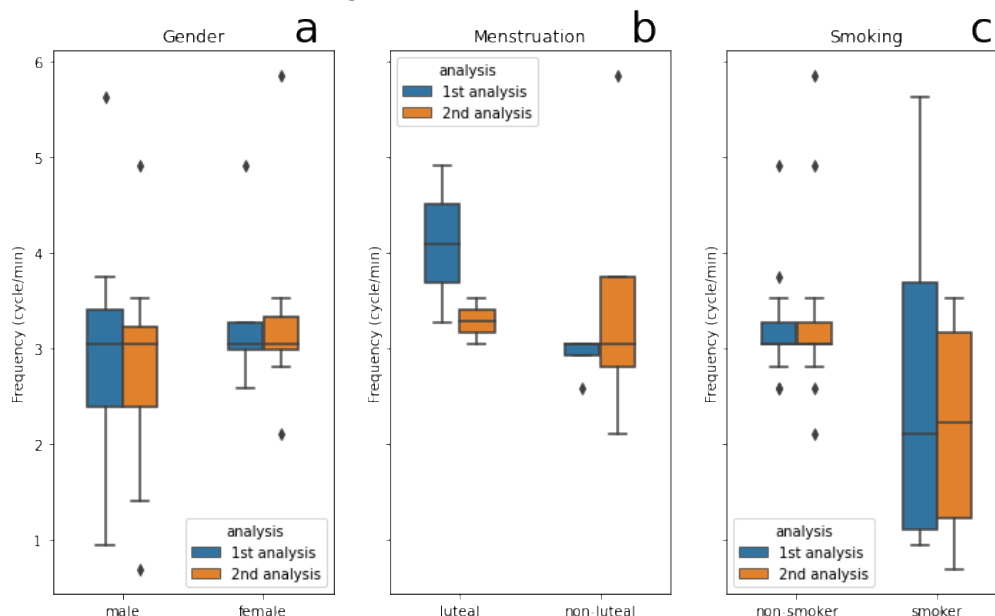 Gender
a
Frequency (cycle/min)
6
5
4
3
2
1
male
female
analysis
1st analysis
2nd analysis
Menstruation
b
Frequency (cycle/min)
analysis
1st analysis
2nd analysis
luteal
non-luteal
Smoking
c
Frequency (cycle/min)
analysis
1st analysis
2nd analysis
non-smoker
smoker